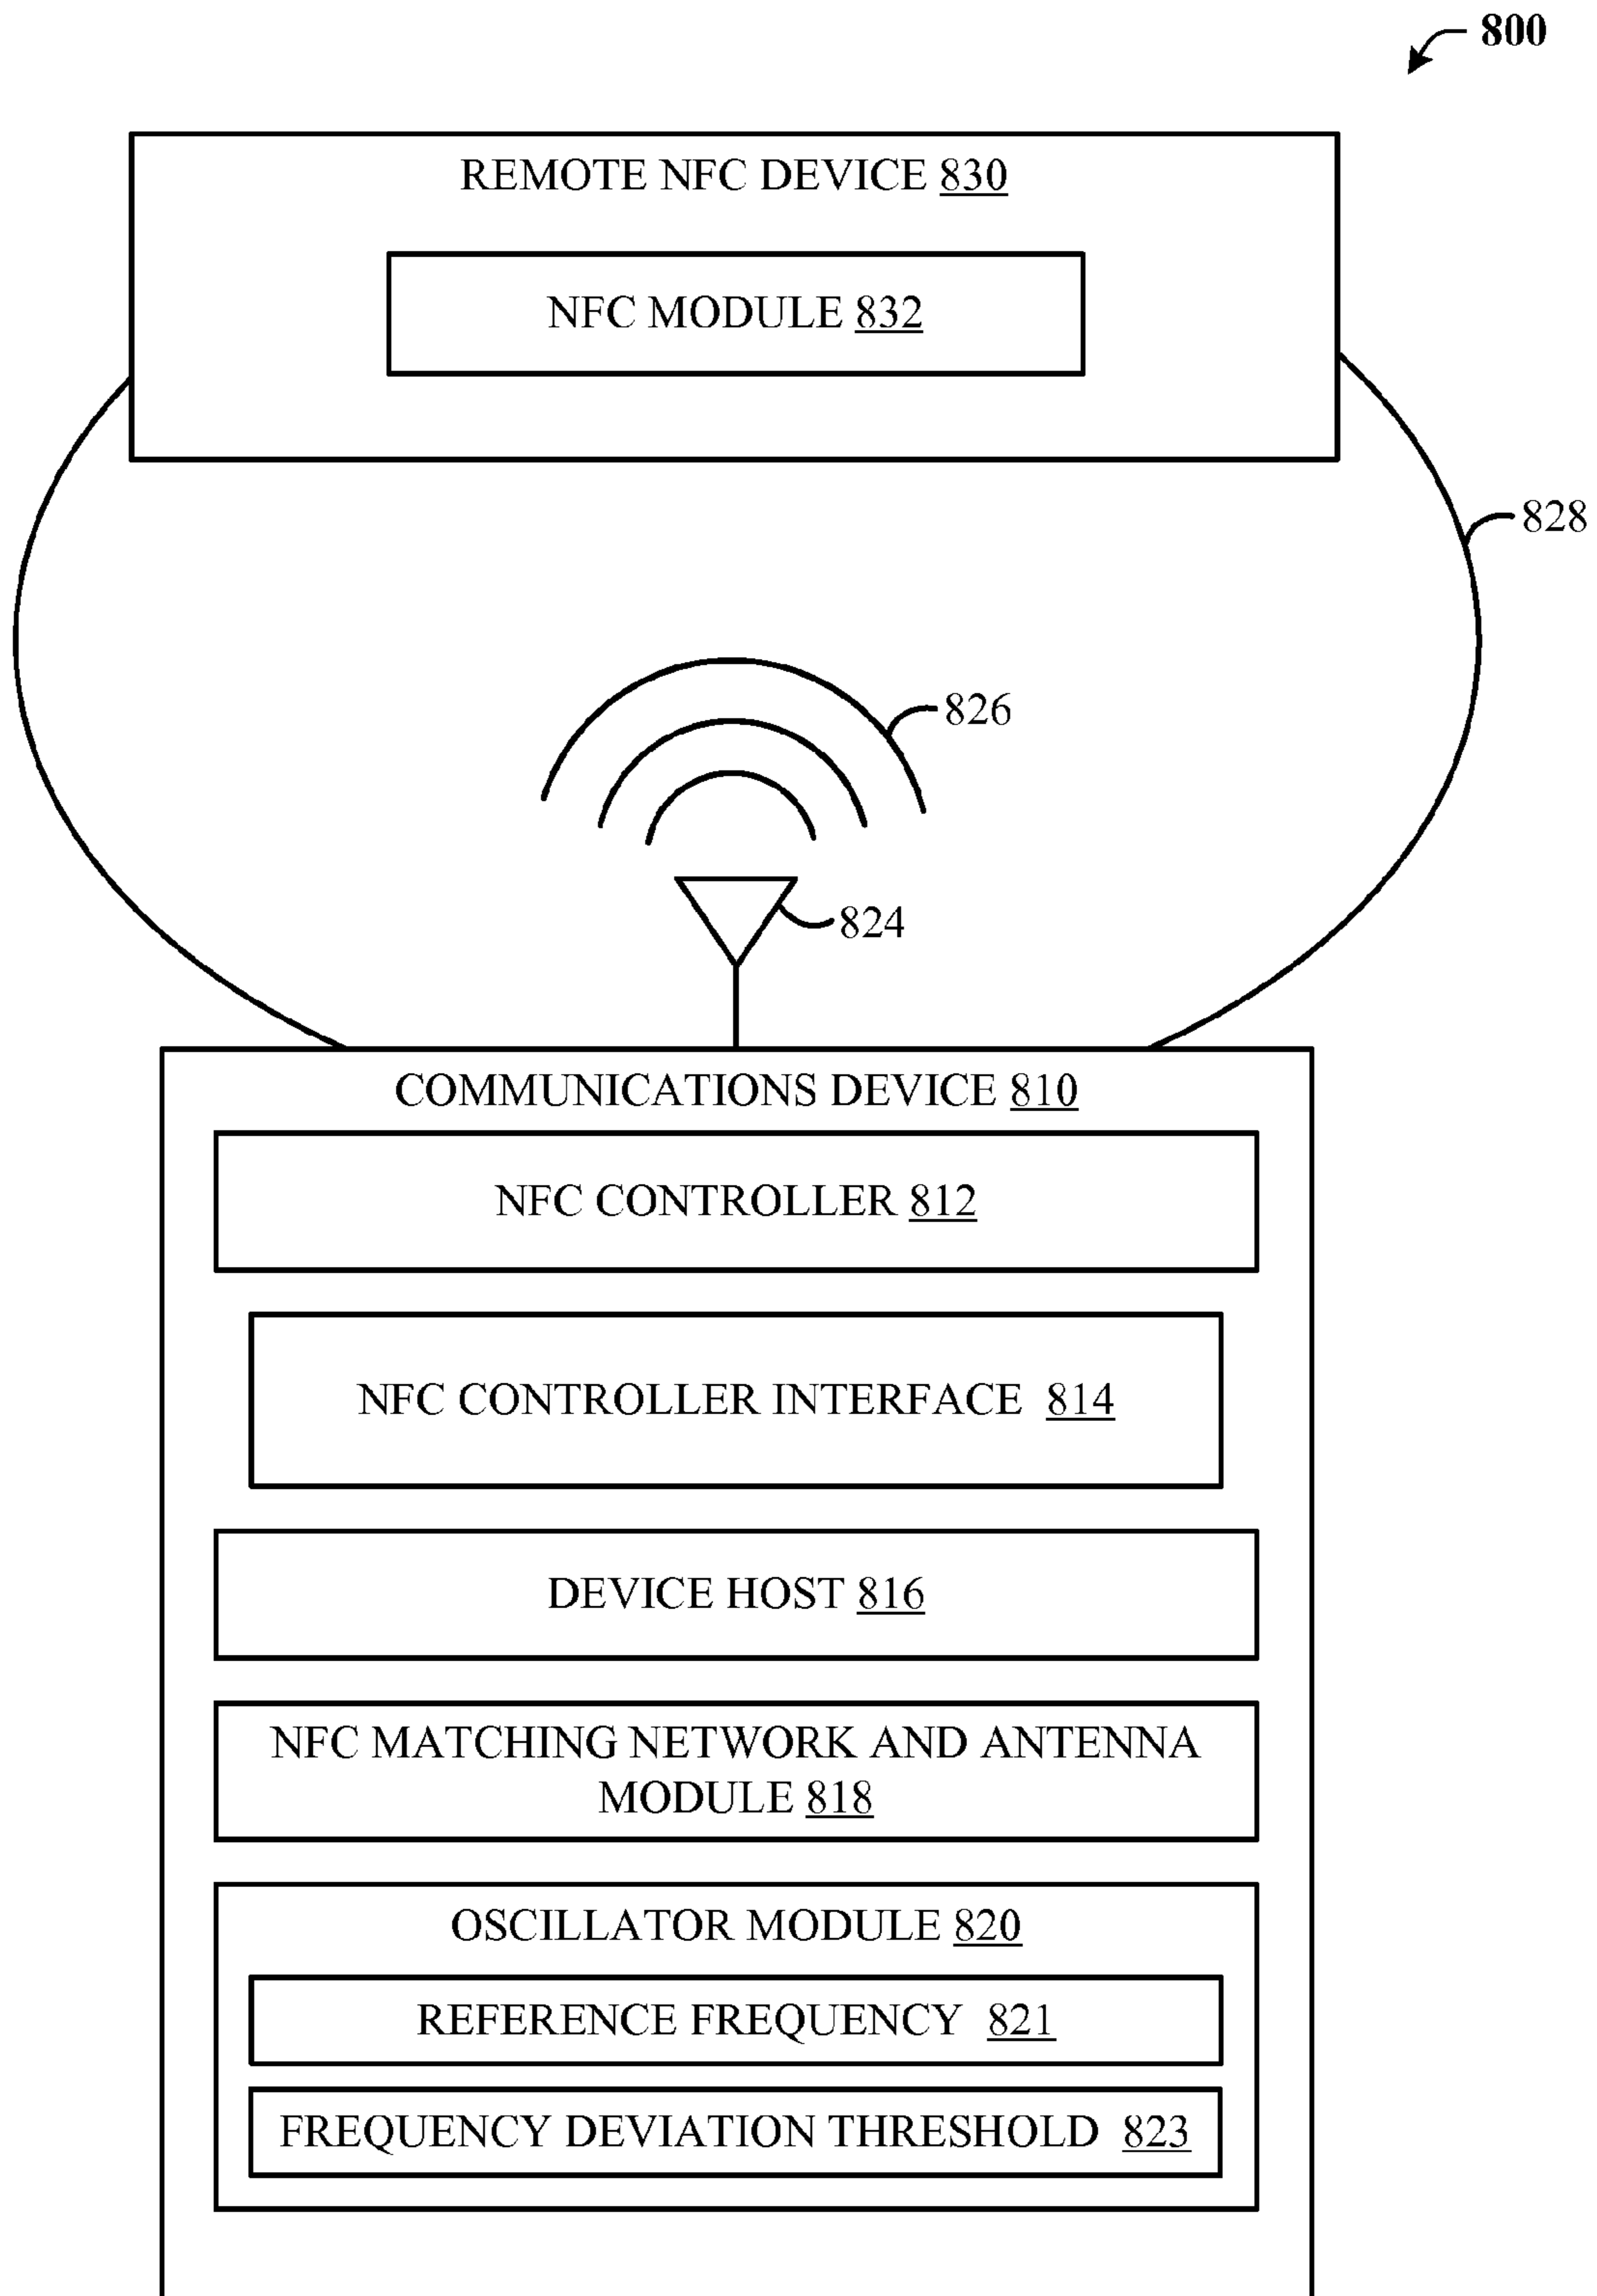 800
REMOTE NFC DEVICE 830
NFC MODULE 832
828
826
824
COMMUNICATIONS DEVICE 810
NFC CONTROLLER 812
NFC CONTROLLER INTERFACE 814
DEVICE HOST 816
NFC MATCHING NETWORK AND ANTENNA
MODULE 818
OSCILLATOR MODULE 820
REFERENCE FREQUENCY 821
FREQUENCY DEVIATION THRESHOLD 823